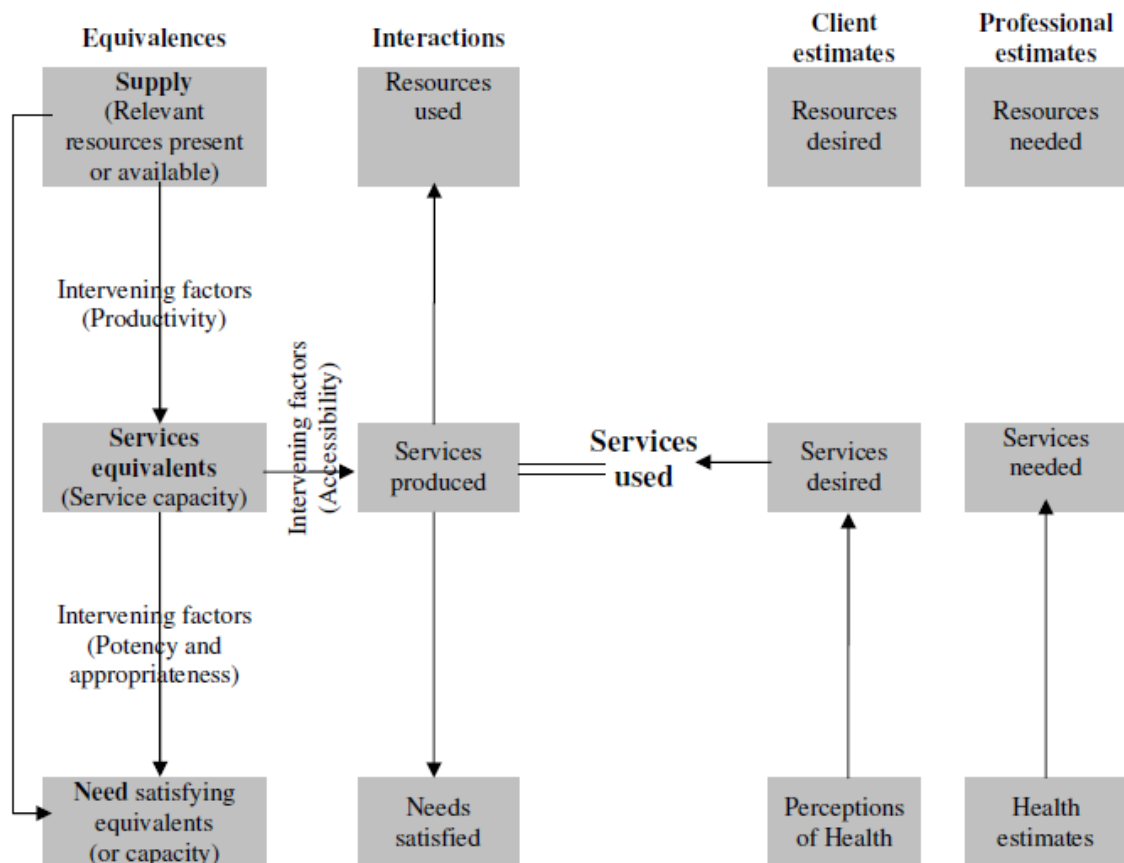 Equivalences
Interactions
Client
estimates
Professional
estimates
Supply
(Relevant
resources present
or available)
Resources
used
Resources
desired
Resources
needed
Intervening factors
(Productivity)
Intervening factors
(Accessibility)
Services
equivalents
(Service capacity)
Services
produced
Services
used
Services
desired
Services
needed
Intervening factors
(Potency and
appropriateness)
Need satisfying
equivalents
(or capacity)
Needs
satisfied
Perceptions
of Health
Health
estimates